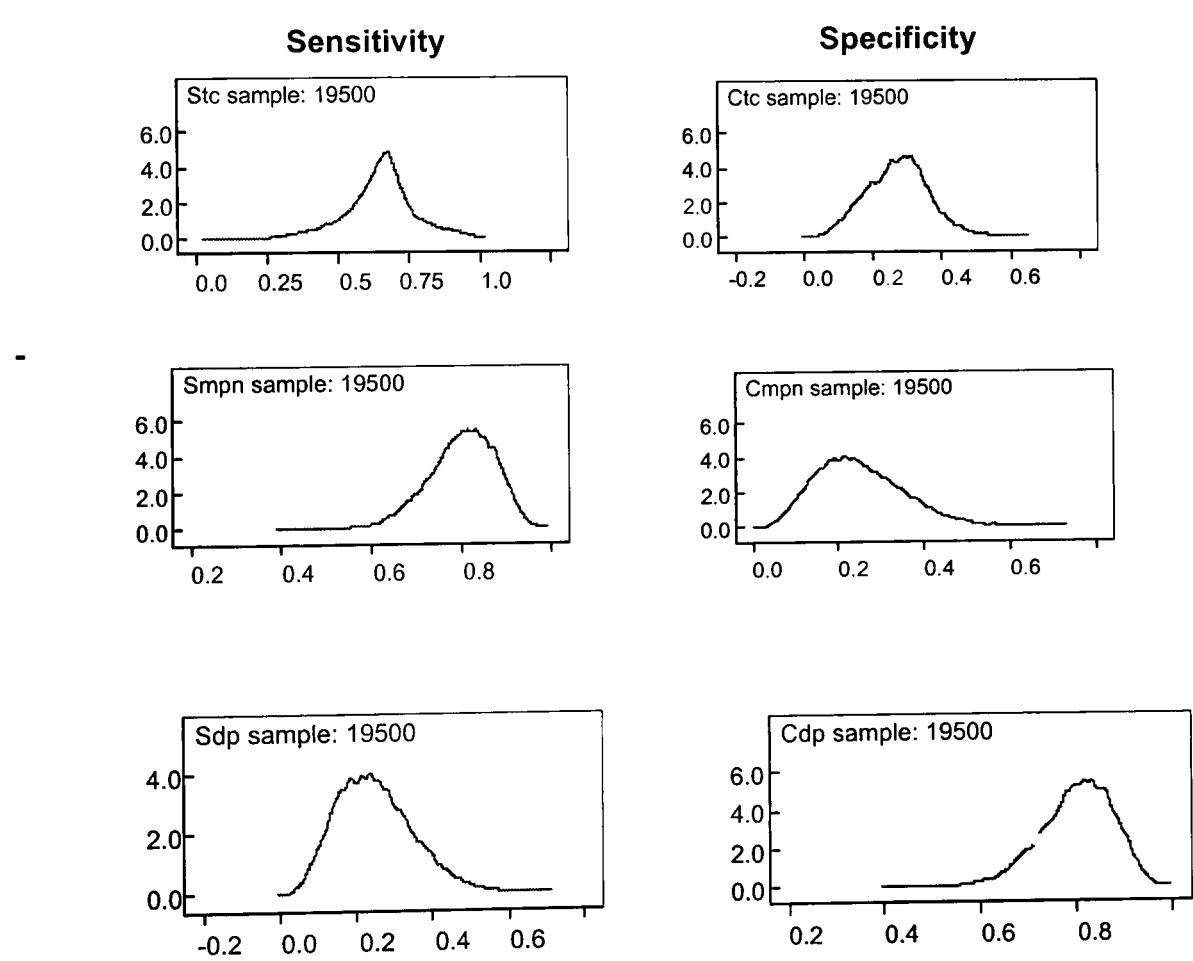 Sensitivity
Specificity
Stc sample: 19500
6.0
4.0
2.0
0.0
0.0 0.25 0.5 0.75 1.0
Ctc sample: 19500
6.0
4.0
2.0
0.0
-0.2 0.0 0.2 0.4 0.6
-
Smpn sample: 19500
6.0
4.0
2.0
0.0
0.2 0.4 0.6 0.8
Cmpn sample: 19500
6.0
4.0
2.0
0.0
0.0 0.2 0.4 0.6
Sdp sample: 19500
4.0
2.0
0.0
-0.2 0.0 0.2 0.4 0.6
Cdp sample: 19500
6.0
4.0
2.0
0.0
0.2 0.4 0.6 0.8